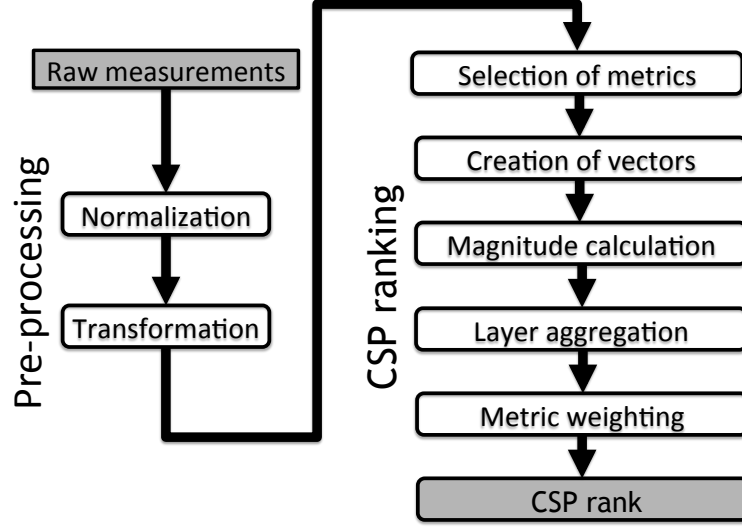 Pre-processing
Raw measurements
Normalization
Transformation
CSP ranking
Selection of metrics
Creation of vectors
Magnitude calculation
Layer aggregation
Metric weighting
CSP rank